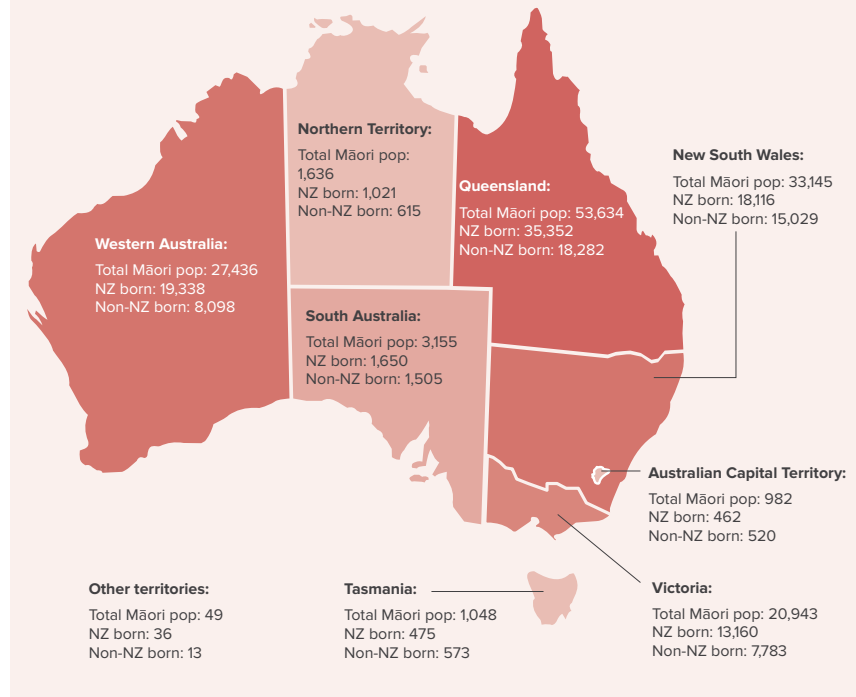 Northern Territory:
Total Māori pop:
1,636
NZ born: 1,021
Non-NZ born: 615
New South Wales:
Total Māori pop: 33,145
NZ born: 18,116
Non-NZ born: 15,029
Queensland:
Total Māori pop: 53,634
NZ born: 35,352
Non-NZ born: 18,282
Western Australia:
Total Māori pop: 27,436
NZ born: 19,338
Non-NZ born: 8,098
South Australia:
Total Māori pop: 3,155
NZ born: 1,650
Non-NZ born: 1,505
Australian Capital Territory:
Total Māori pop: 982
NZ born: 462
Non-NZ born: 520
Other territories:
Total Māori pop: 49
NZ born: 36
Non-NZ born: 13
Tasmania:
Total Māori pop: 1,048
NZ born: 475
Non-NZ born: 573
Victoria:
Total Māori pop: 20,943
NZ born: 13,160
Non-NZ born: 7,783